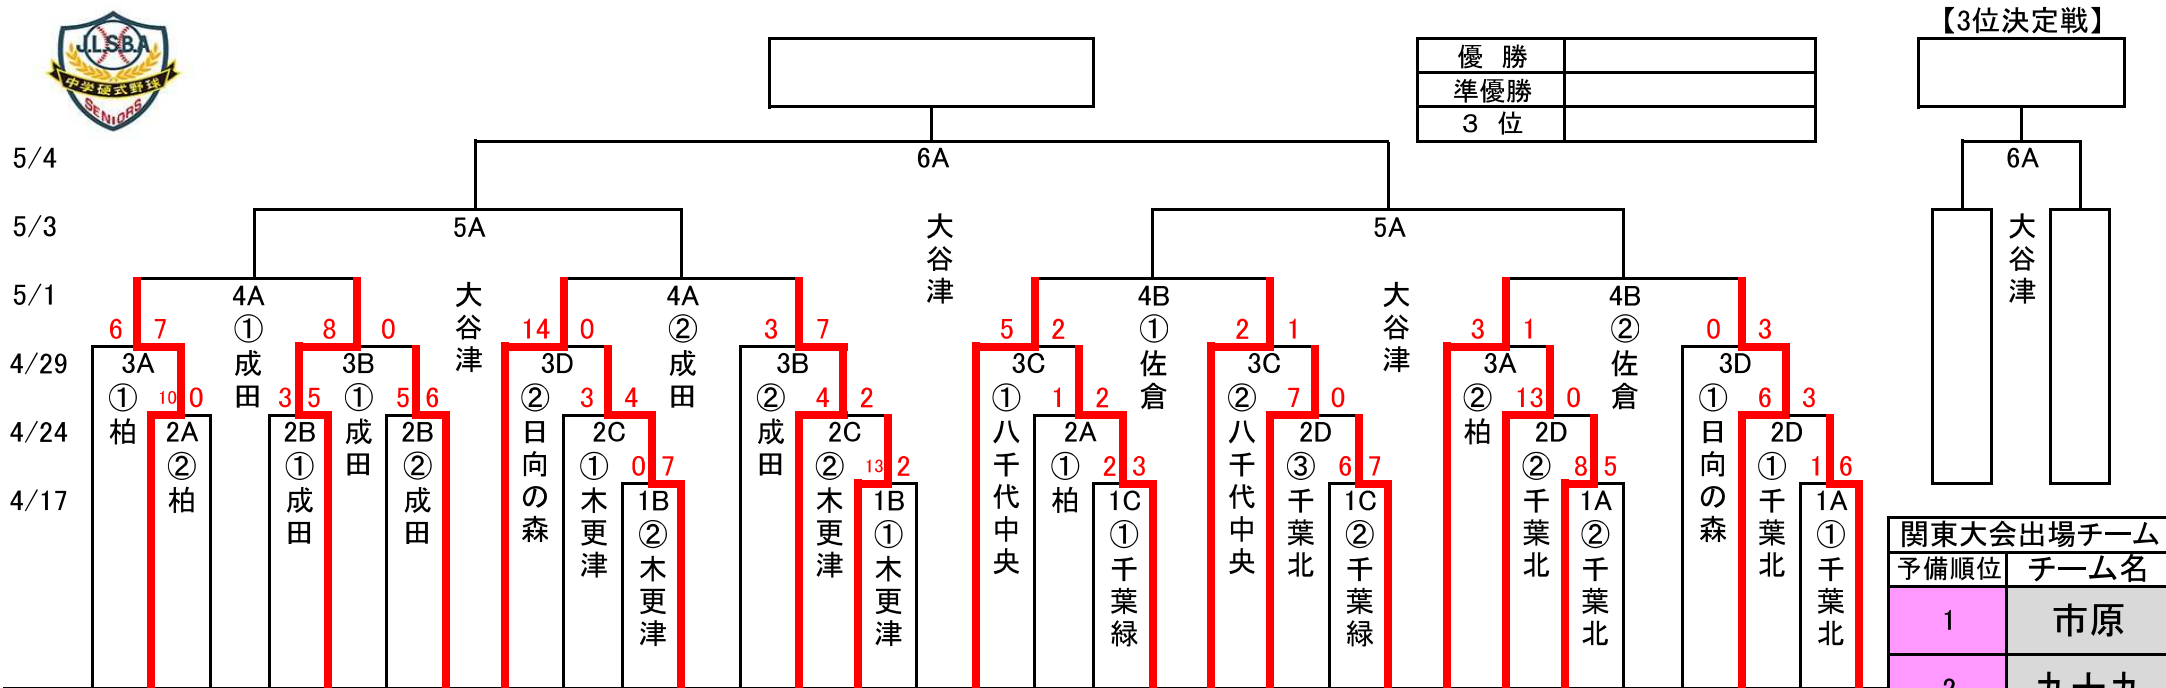 J.L.S.B.A
中学硬式野球
SENIORS
【3位決定戦】
優 勝
準優勝
3 位
5/4
6A
6A
5/3
5A
大谷津
5A
大谷津
5/1
4A
①成田
大谷津
4A
②成田
4B
①佐倉
大谷津
4B
②佐倉
6 7
8 0
14 0
3 7
5 2
2 1
3 1
0 3
4/29
3A
①柏
3B
①成田
3D
②日向の森
3B
②成田
3C
①八千代中央
3C
②八千代中央
3A
②柏
3D
①日向の森
10 0
3 5
5 6
3 4
4 2
1 2
7 0
13 0
6 3
4/24
2A
②柏
2B
①成田
2B
②成田
2C
①木更津
2C
②木更津
2A
①柏
2D
③千葉北
2D
②千葉北
2D
①千葉北
0 7
13 2
2 3
6 7
8 5
1 6
4/17
1B
②木更津
1B
①木更津
1C
①千葉緑
1C
②千葉緑
1A
②千葉北
1A
①千葉北
関東大会出場チーム
予備順位 チーム名
1 市原
2 九十九